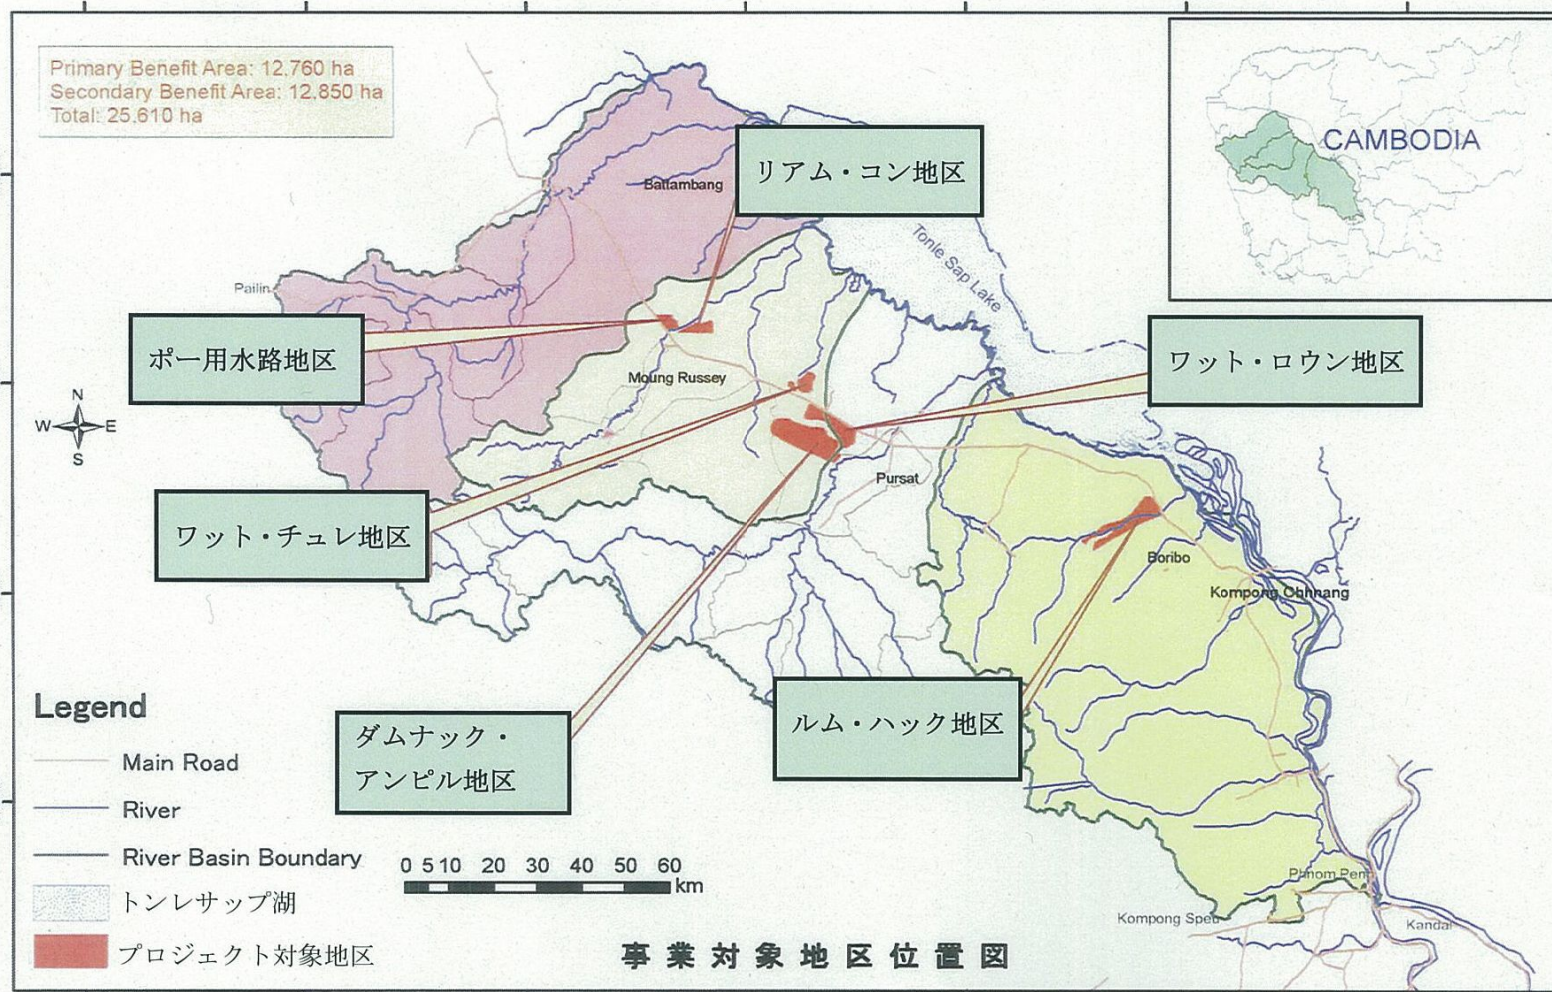 Primary Benefit Area: 12.760 ha
Secondary Benefit Area: 12.850 ha
Total: 25.610 ha
CAMBODIA
リアム・コン地区
Battambang
Tonle Sap Lake
Pailin
ポー用水路地区
ワット・ロウン地区
Moung Russey
N
W
E
S
Pursat
ワット・チュレ地区
Boribo
Kompong Chhnang
ルム・ハック地区
ダムナック・
アンピル地区
Legend
Main Road
River
River Basin Boundary
トンレサップ湖
プロジェクト対象地区
0 5 10 20 30 40 50 60
km
Phnom Pen
Kompong Speu
Kandal
事業対象地区位置図